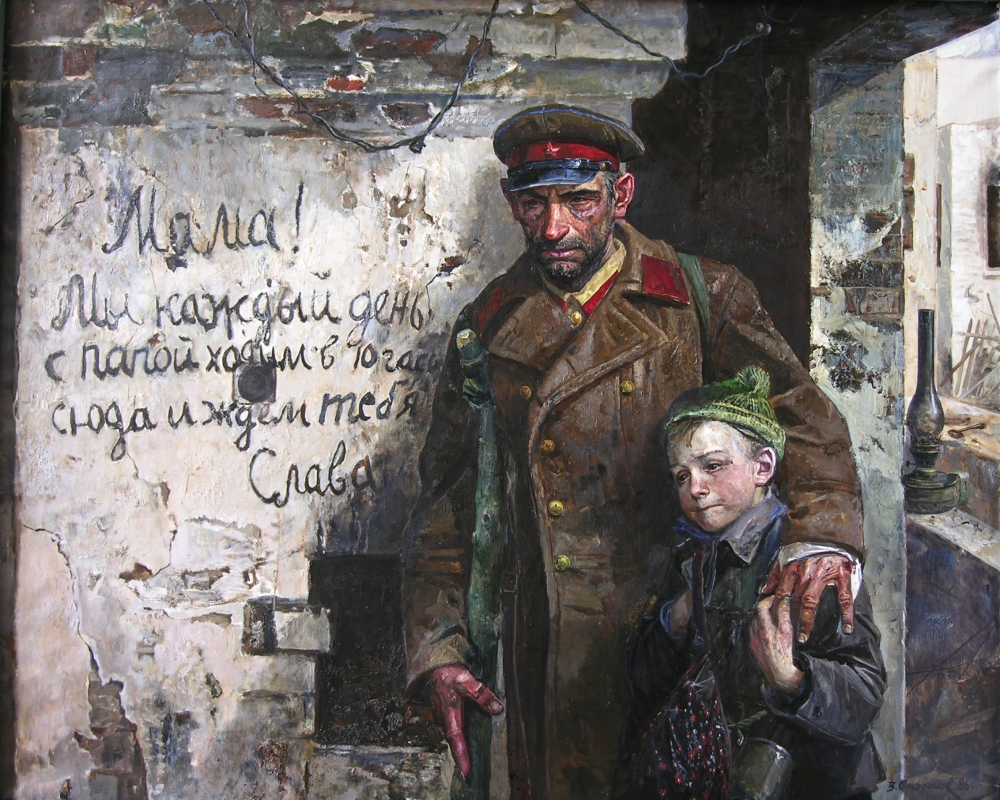 Мама!
Мы каждый день
с папой ходим в 10 час
сюда и ждем тебя
Слава